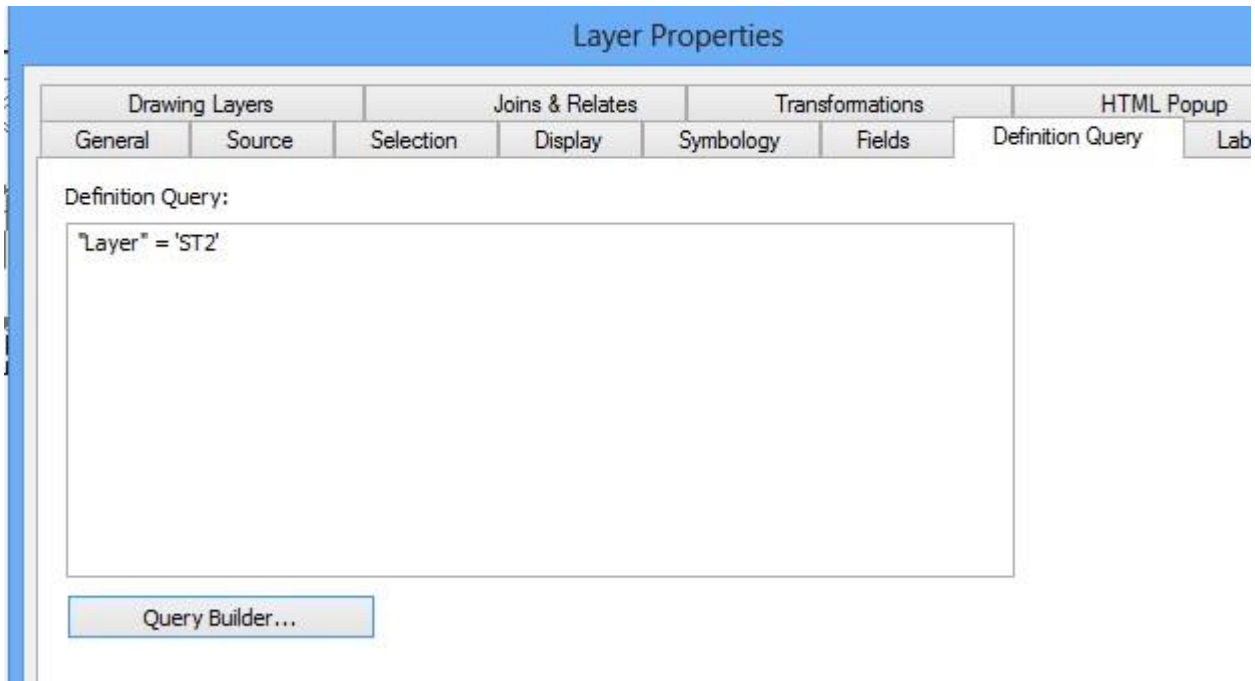 Layer Properties
Drawing Layers Joins & Relates Transformations HTML Popup
General Source Selection Display Symbology Fields Definition Query Lab
Definition Query:
"Layer" = 'ST2'
Query Builder...